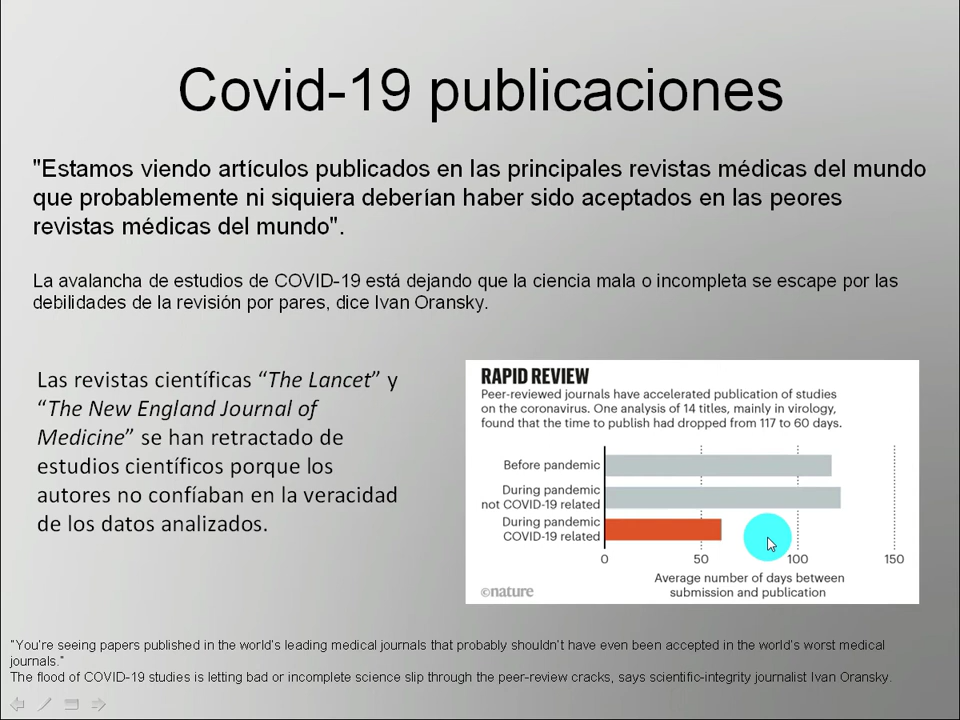 Covid-19 publicaciones
"Estamos viendo artículos publicados en las principales revistas médicas del mundo
que probablemente ni siquiera deberían haber sido aceptados en las peores
revistas médicas del mundo".
La avalancha de estudios de COVID-19 está dejando que la ciencia mala o incompleta se escape por las
debilidades de la revisión por pares, dice Ivan Oransky.
Las revistas científicas “The Lancet” y
“The New England Journal of
Medicine” se han retractado de
estudios científicos porque los
autores no confíaban en la veracidad
de los datos analizados.
RAPID REVIEW
Peer-reviewed journals have accelerated publication of studies
on the coronavirus. One analysis of 14 titles, mainly in virology,
found that the time to publish had dropped from 117 to 60 days.
Before pandemic
During pandemic
not COVID-19 related
During pandemic
COVID-19 related
0 50 100 150
Average number of days between
submission and publication
©nature
"You're seeing papers published in the world's leading medical journals that probably shouldn't have even been accepted in the world's worst medical
journals."
The flood of COVID-19 studies is letting bad or incomplete science slip through the peer-review cracks, says scientific-integrity journalist Ivan Oransky.